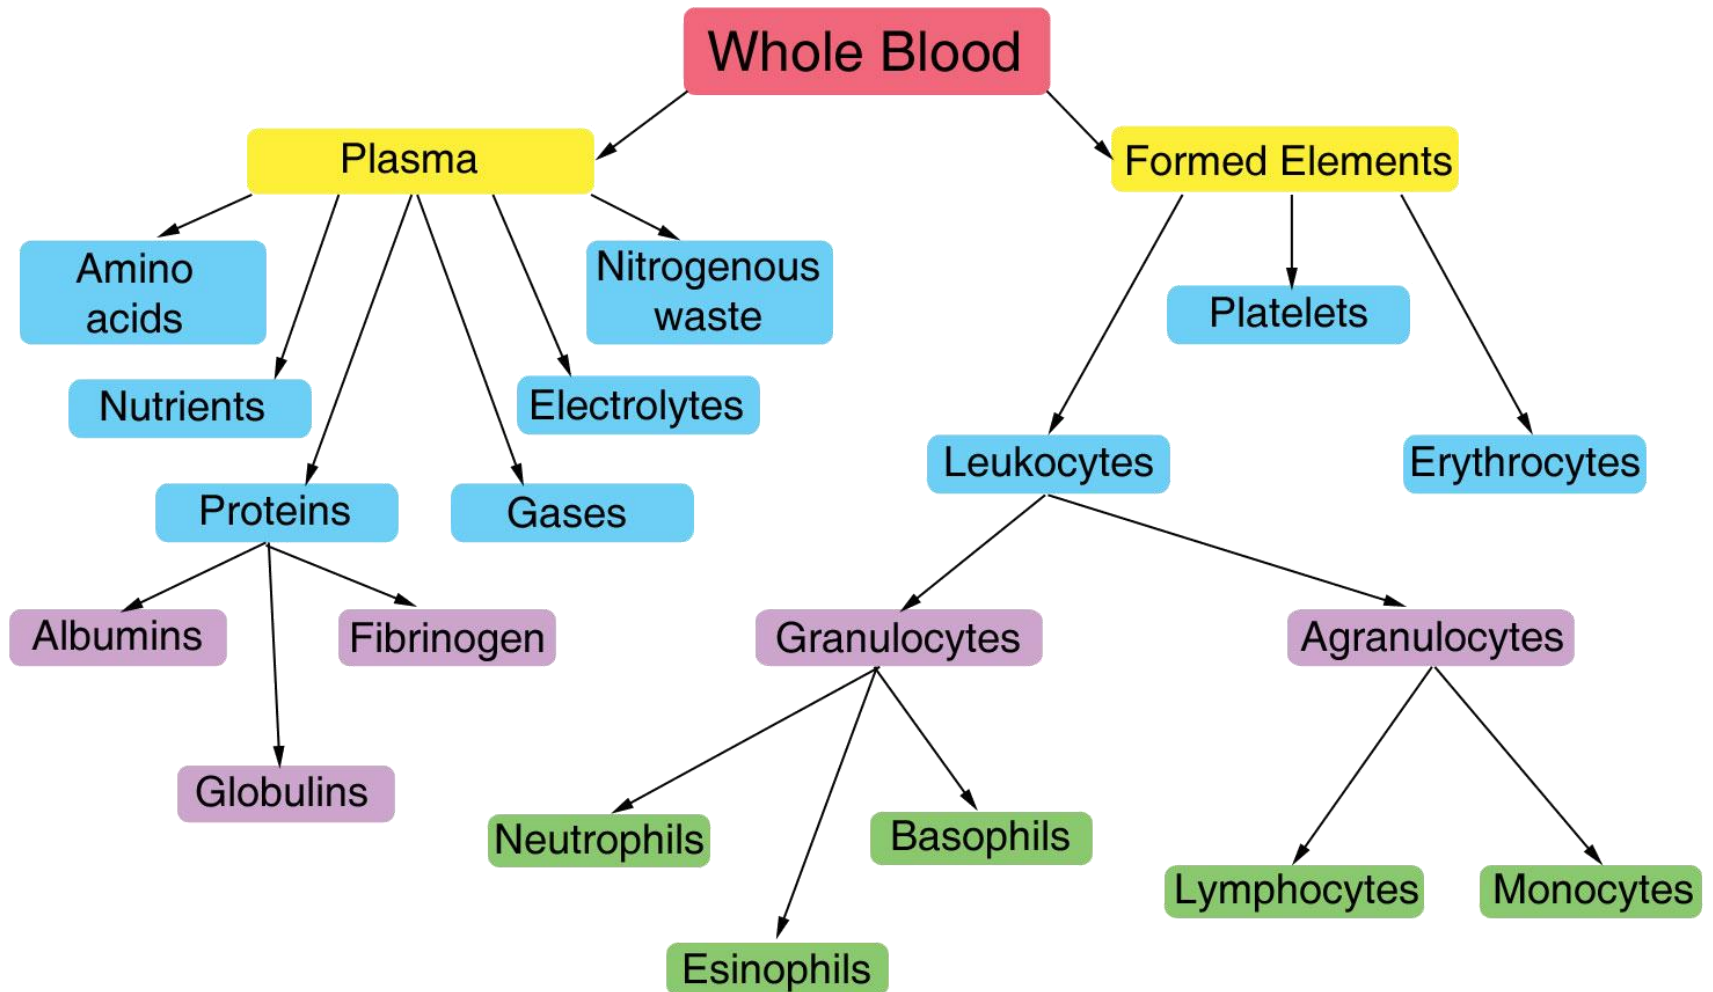 Whole Blood
Plasma
Formed Elements
Amino
acids
Nitrogenous
waste
Platelets
Nutrients
Electrolytes
Leukocytes
Erythrocytes
Proteins
Gases
Albumins
Fibrinogen
Granulocytes
Agranulocytes
Globulins
Neutrophils
Basophils
Lymphocytes
Monocytes
Esinophils